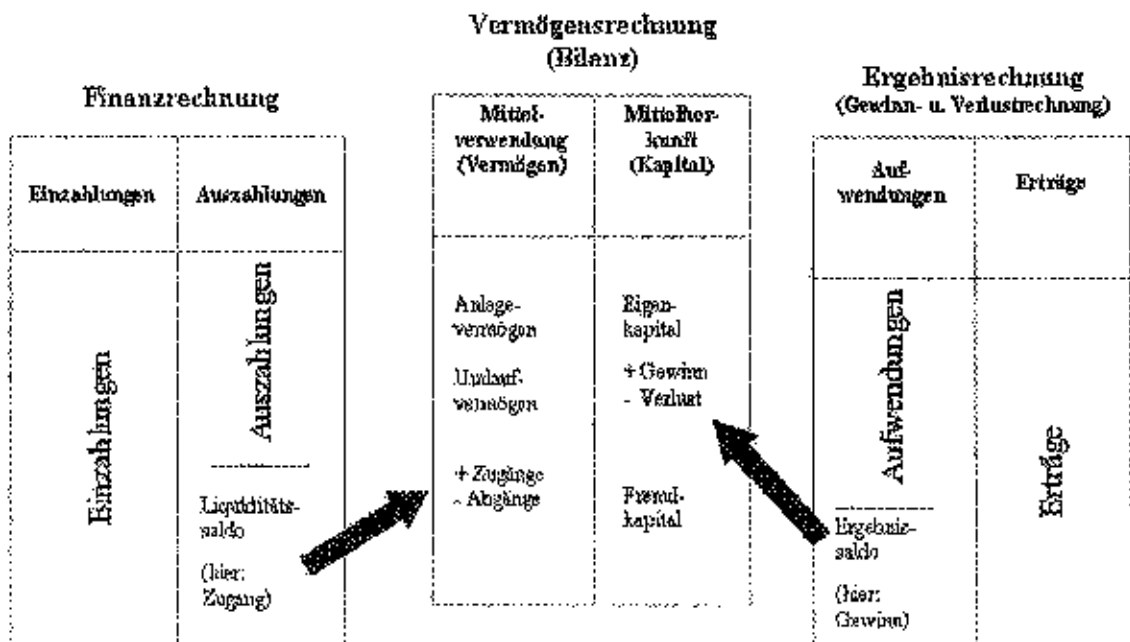 Vermögensrechnung
(Bilanz)
Finanzrechnung
Einzahlungen
Auszahlungen
Einzahlungen
Auszahlungen
Liquiditäts-
saldo
(hier:
Zugang)
Mittel-
verwendung
(Vermögen)
Mittelher-
kunft
(Kapital)
Anlage-
vermögen
Umlauf-
vermögen
+ Zugänge
- Abgänge
Eigen-
kapital
+ Gewinn
- Verlust
Fremd-
kapital
Ergebnisrechnung
(Gewinn- u. Verlustrechnung)
Auf-
wendungen
Erträge
Aufwendungen
Erträge
Ergebnis-
saldo
(hier:
Gewinn)